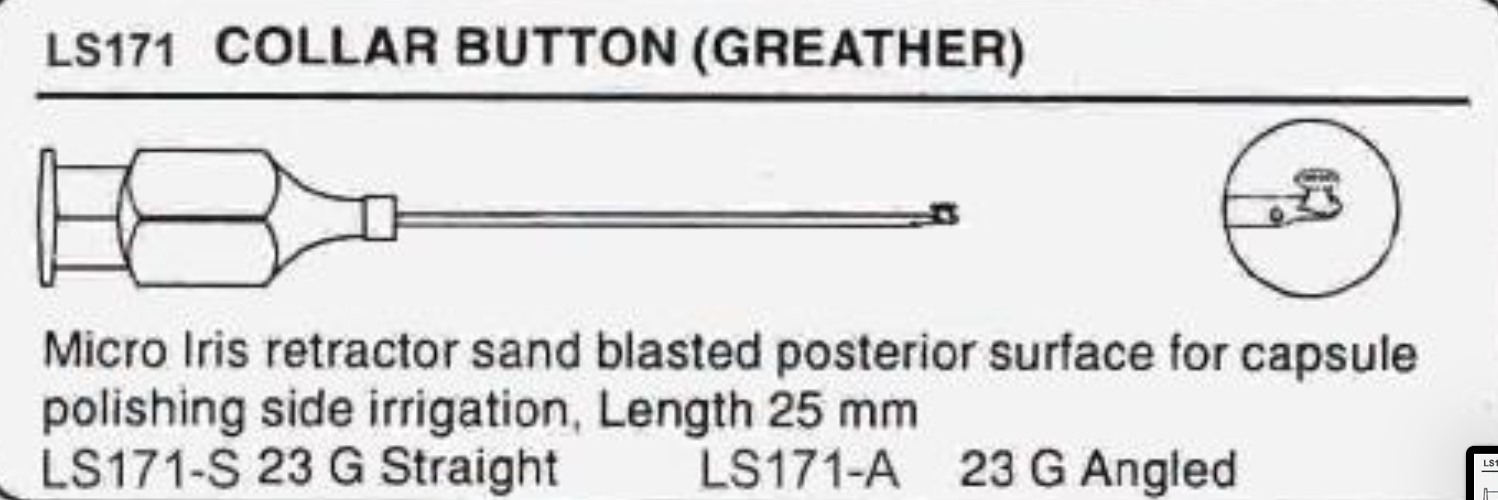 LS171 COLLAR BUTTON (GREATHER)
Micro Iris retractor sand blasted posterior surface for capsule
polishing side irrigation, Length 25 mm
LS171-S 23 G Straight LS171-A 23 G Angled